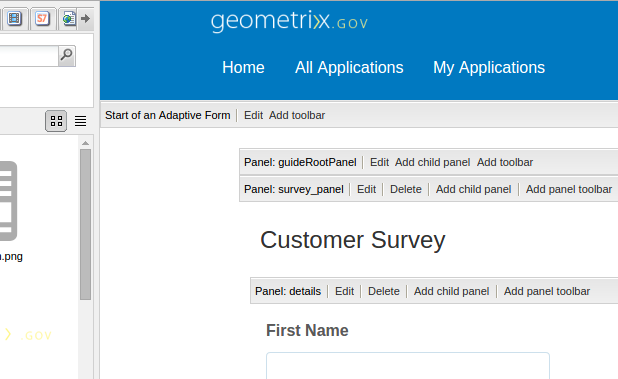 geometrixx.GOV
S7
Home All Applications My Applications
Start of an Adaptive Form Edit Add toolbar
Panel: guideRootPanel Edit Add child panel Add toolbar
Panel: survey_panel Edit Delete Add child panel Add panel toolbar
Customer Survey
.png
GOV
Panel: details Edit Delete Add child panel Add panel toolbar
First Name